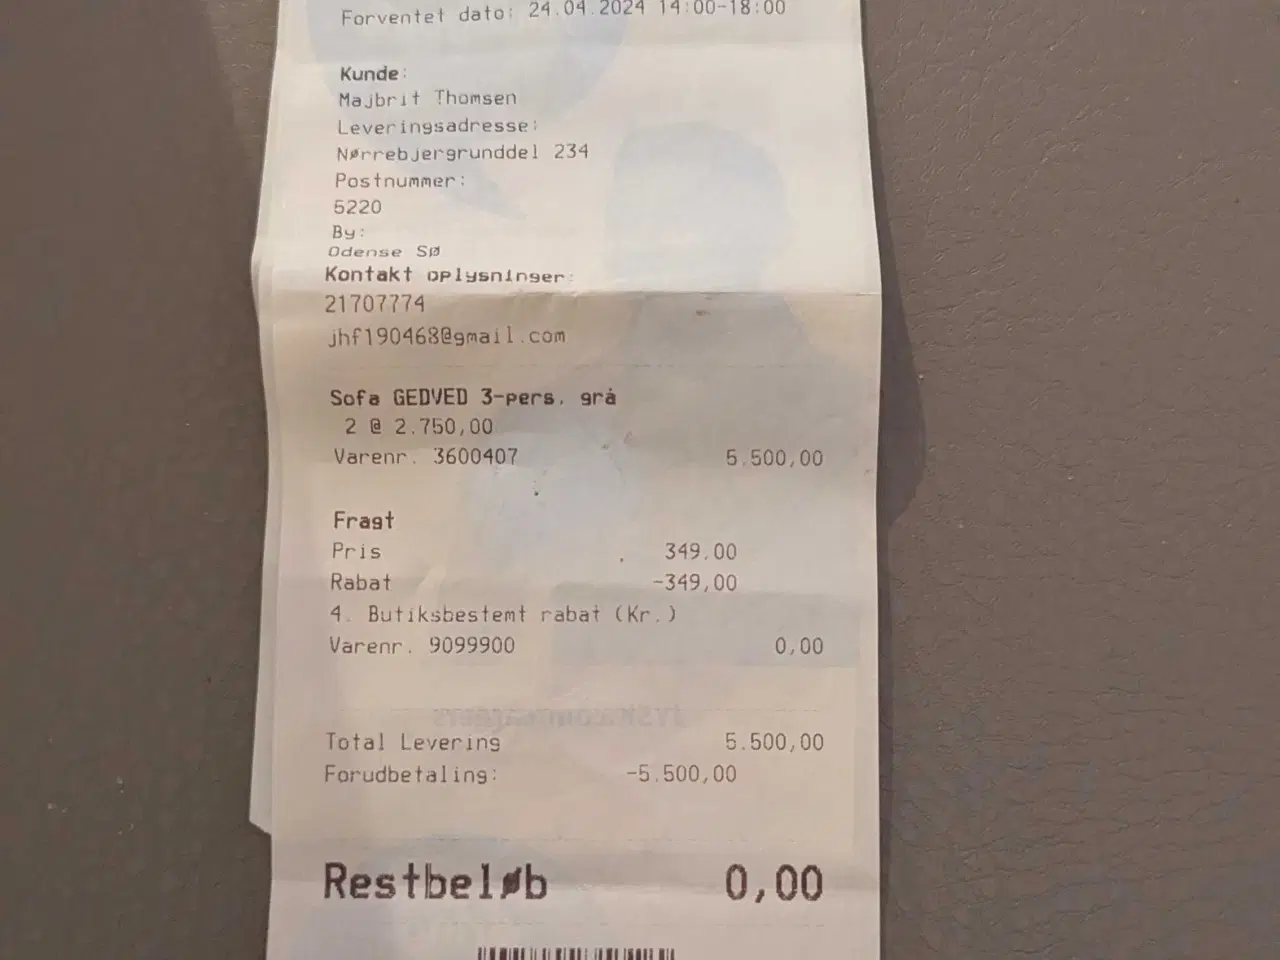 Forventet dato: 24.04.2024 14:00-18:00
Kunde:
Majbrit Thomsen
Leveringsadresse:
Nørrebjergrunddel 234
Postnummer:
5220
By:
Odense SØ
Kontakt oplysninger:
21707774
jhf190468@gmail.com
Sofa GEDVED 3-pers. grå
2 @ 2.750,00
Varenr. 3600407 5.500,00
Fragt
Pris 349,00
Rabat -349,00
4. Butiksbestemt rabat (Kr.)
Varenr. 9099900 0,00
Total Levering 5.500,00
Forudbetaling: -5.500,00
Restbeløb 0,00